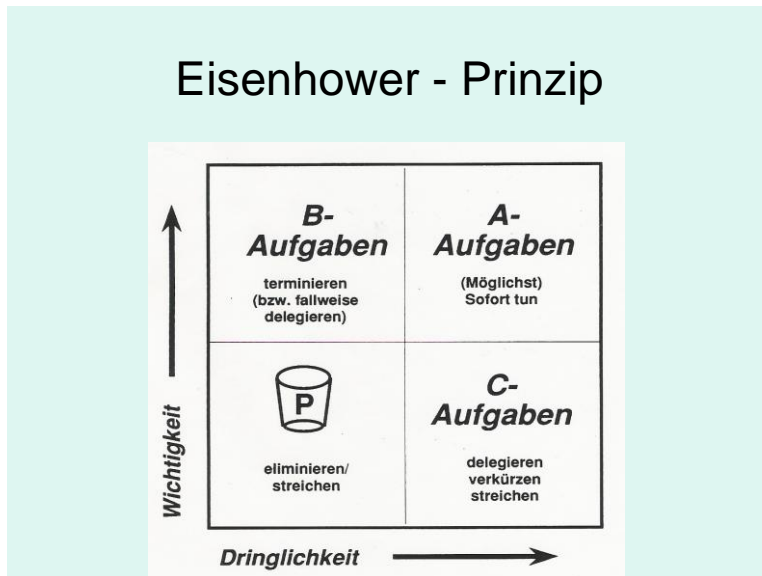 Eisenhower - Prinzip
B-
Aufgaben
terminieren
(bzw. fallweise
delegieren)
A-
Aufgaben
(Möglichst)
Sofort tun
P
eliminieren/
streichen
C-
Aufgaben
delegieren
verkürzen
streichen
Wichtigkeit
Dringlichkeit